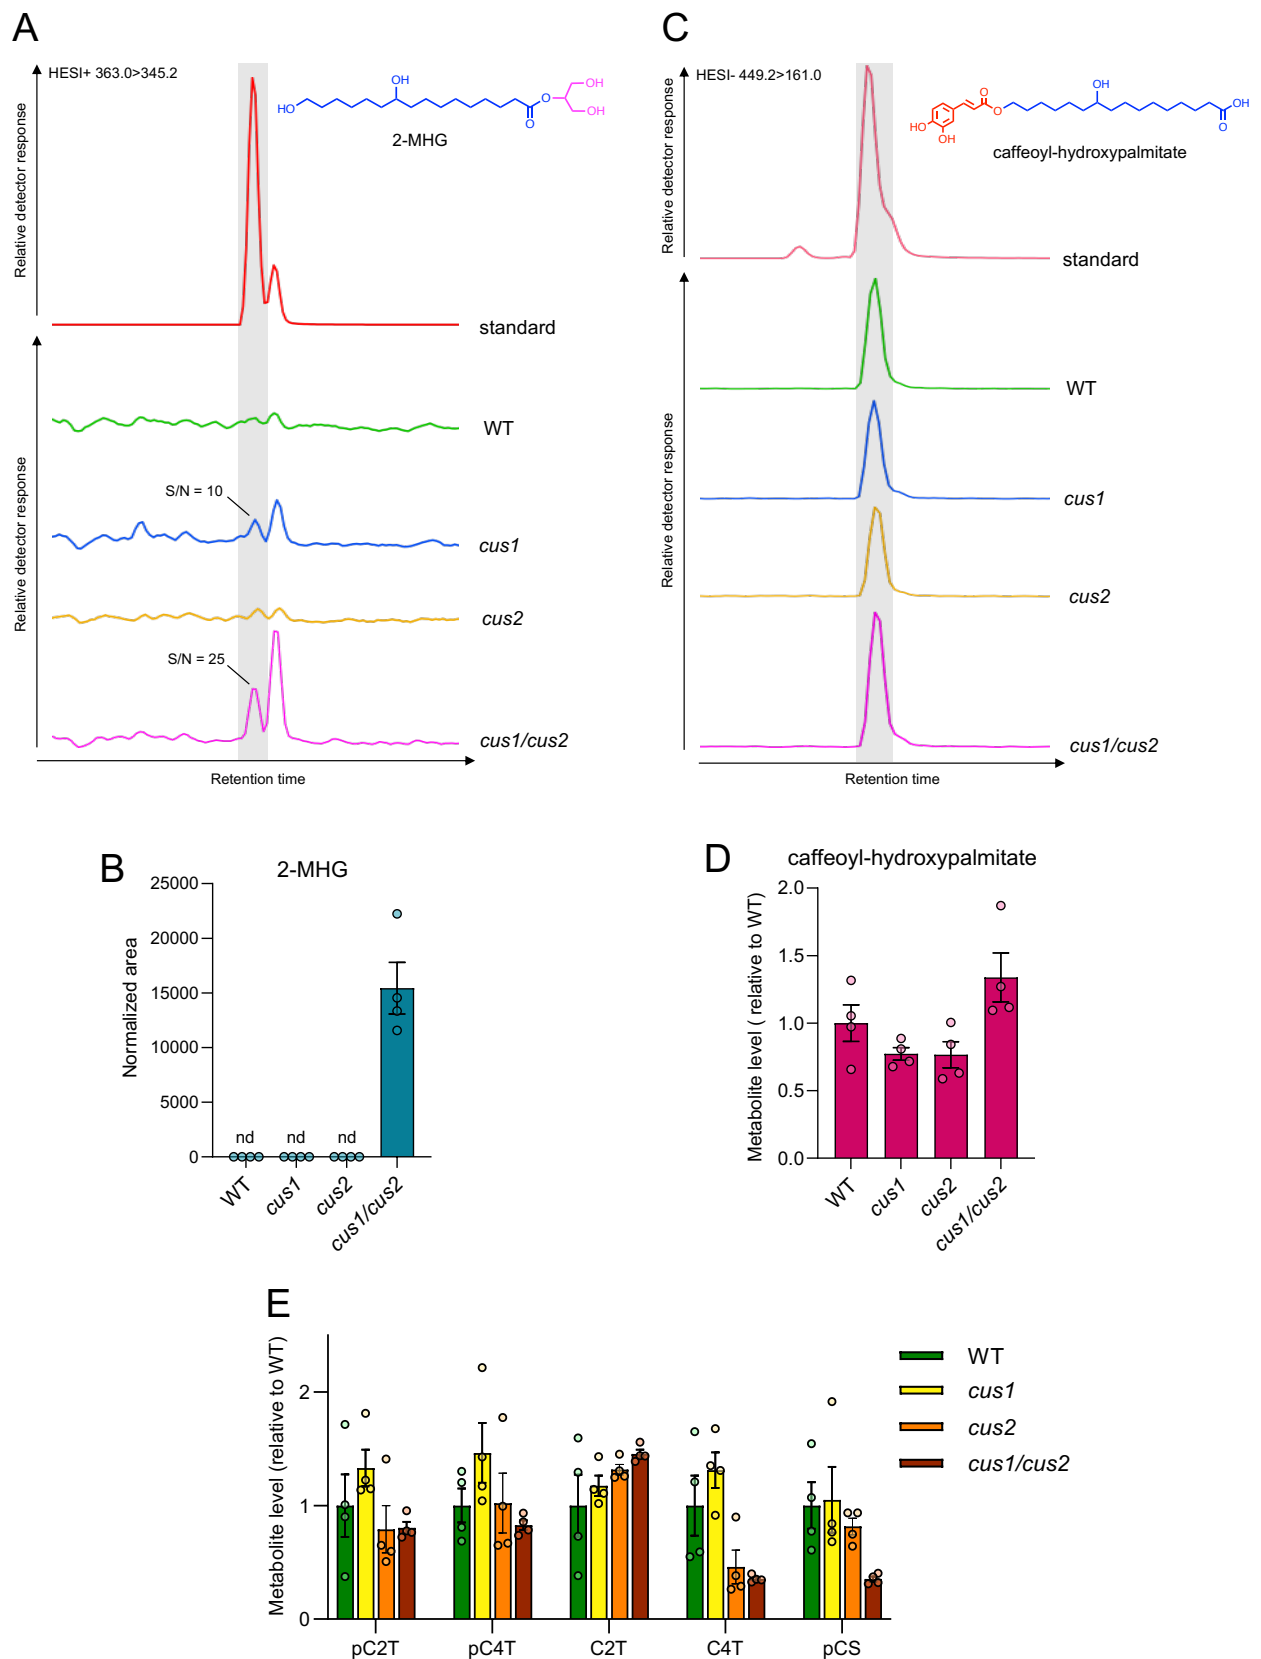 A
HESI+ 363.0>345.2
OH
HO
O
O
OH
OH
2-MHG
Relative detector response
standard
WT
S/N = 10
cus1
cus2
S/N = 25
cus1/cus2
Relative detector response
Retention time
C
HESI- 449.2>161.0
OH
O
O
HO
OH
OH
O
caffeoyl-hydroxypalmitate
Relative detector response
standard
WT
cus1
cus2
cus1/cus2
Relative detector response
Retention time
B
2-MHG
Normalized area
25000
20000
15000
10000
5000
0
nd
nd
nd
WT
cus1
cus2
cus1/cus2
D
caffeoyl-hydroxypalmitate
Metabolite level ( relative to WT)
2.0
1.5
1.0
0.5
0.0
WT
cus1
cus2
cus1/cus2
E
Metabolite level (relative to WT)
2
1
0
pC2T
pC4T
C2T
C4T
pCS
WT
cus1
cus2
cus1/cus2